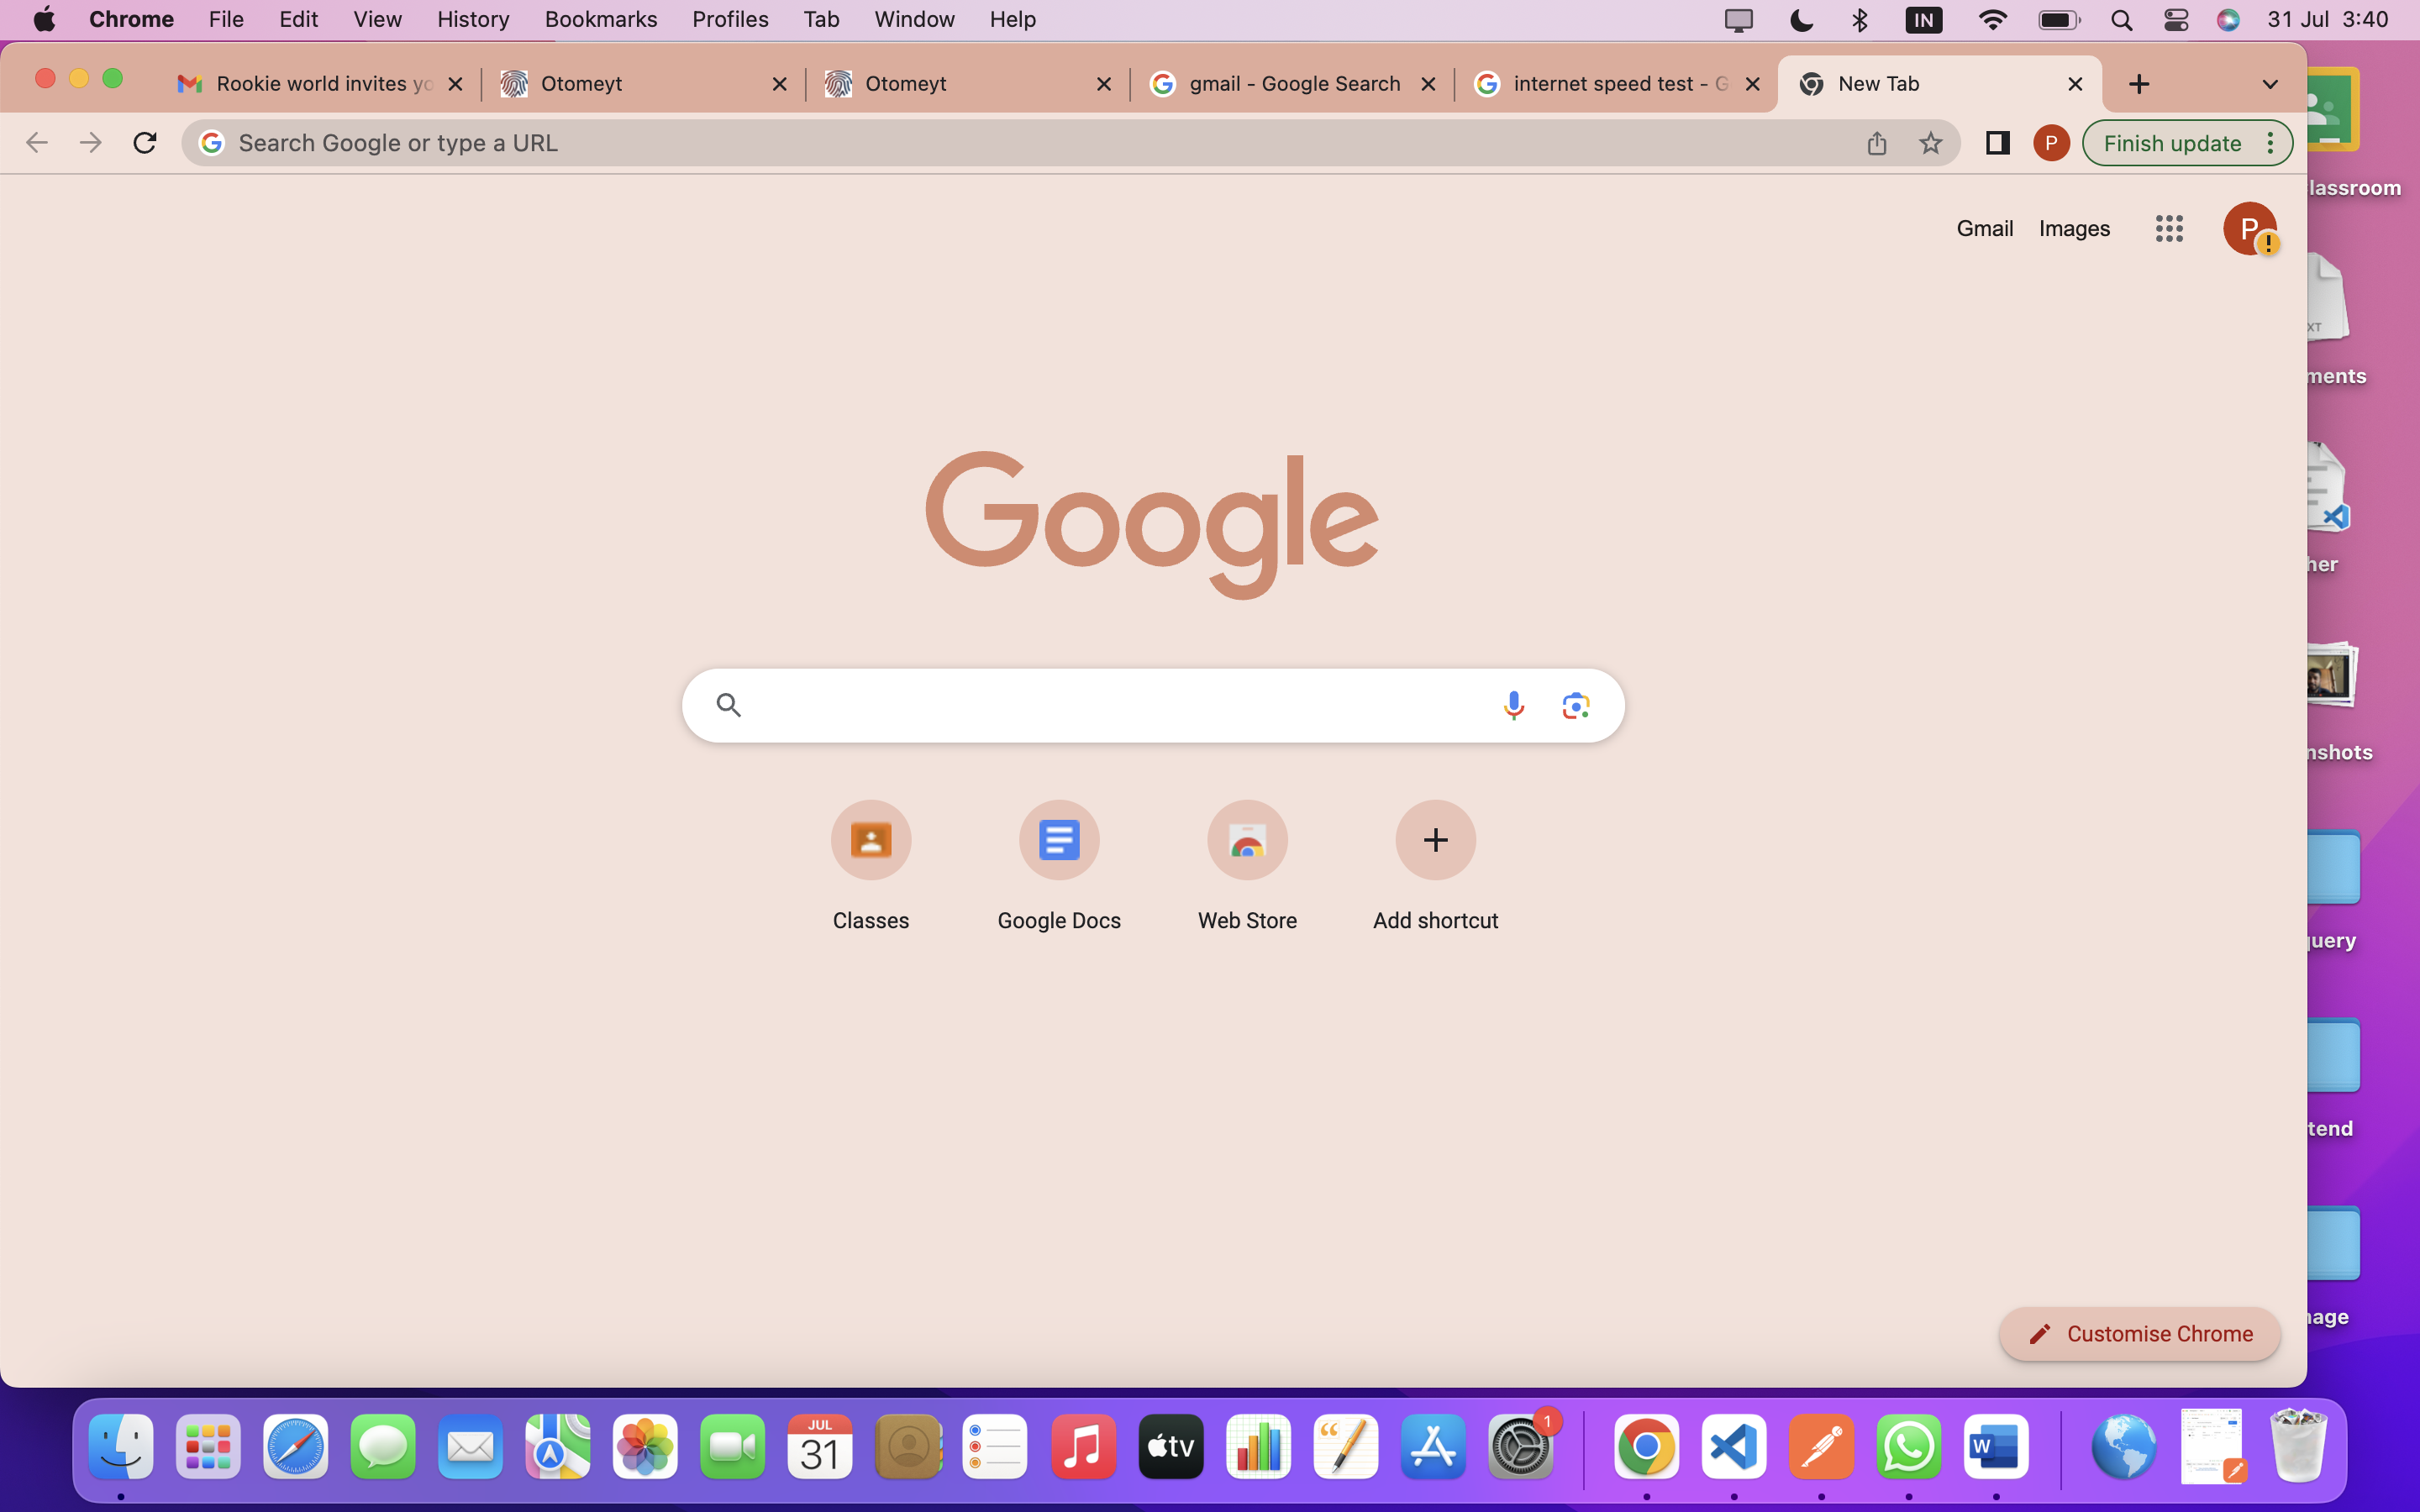 Chrome File Edit View History Bookmarks Profiles Tab Window Help IN 31 Jul 3:40
Rookie world invites yo Otomeyt Otomeyt gmail - Google Search internet speed test - G New Tab
Search Google or type a URL P Finish update
lassroom
Gmail Images P
XT
ments
Google
her
nshots
Classes Google Docs Web Store Add shortcut
query
tend
Customise Chrome
nage
JUL
31
tv
1
W